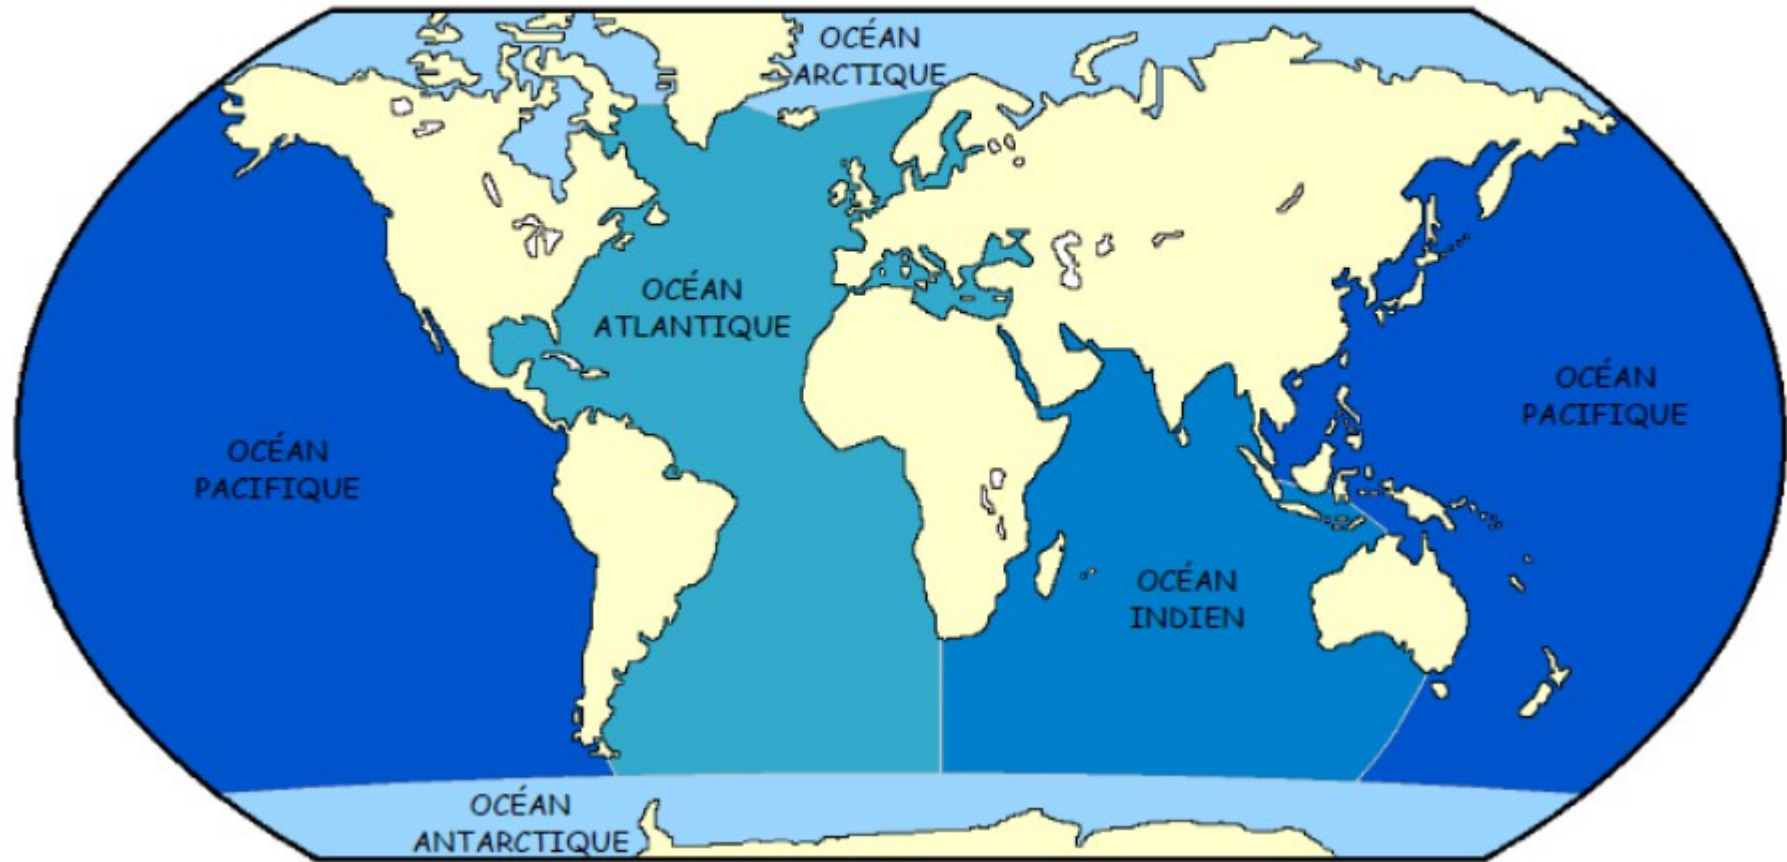 OCÉAN
ARCTIQUE
OCÉAN
ATLANTIQUE
OCÉAN
PACIFIQUE
OCÉAN
PACIFIQUE
OCÉAN
INDIEN
OCÉAN
ANTARCTIQUE